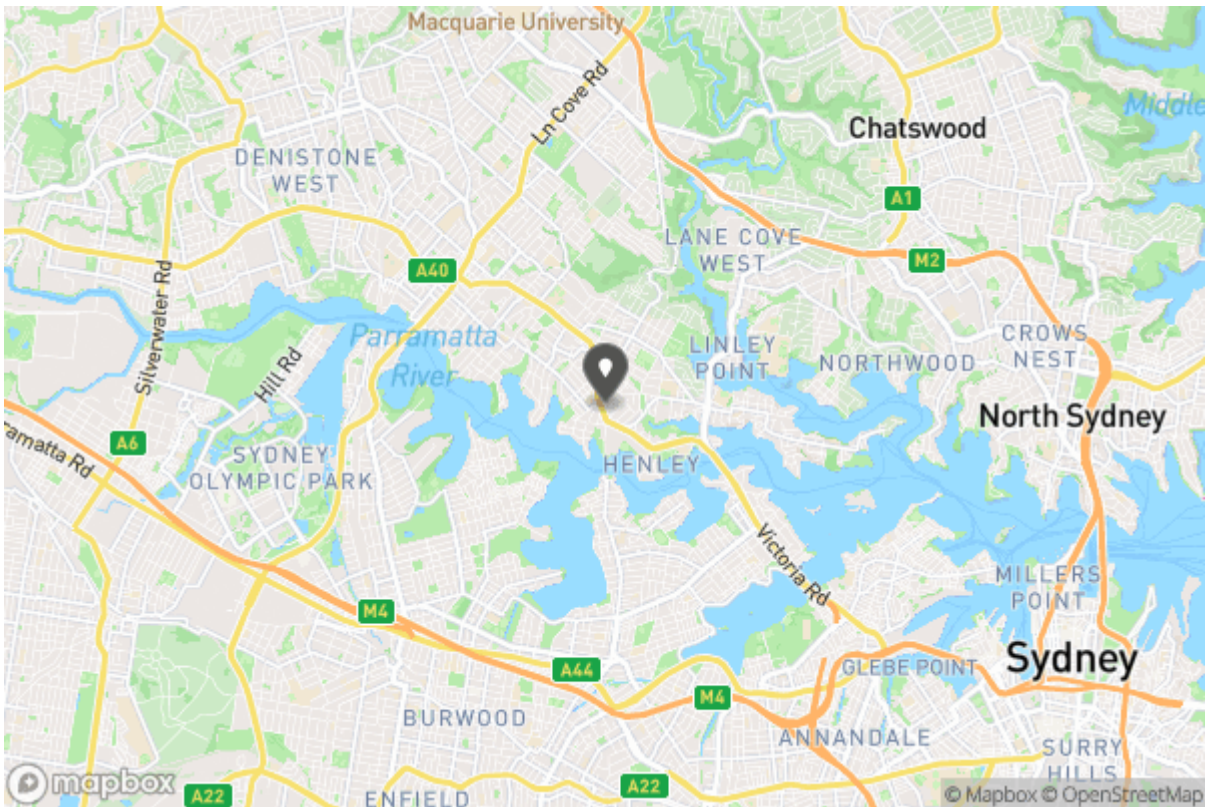 Macquarie University
Ln Cove Rd
Middle
Chatswood
DENISTONE
WEST
A1
LANE COVE
WEST
M2
A40
Silverwater Rd
Parramatta
River
Hill Rd
LINLEY
POINT
NORTHWOOD
CROWS
NEST
North Sydney
A6
rramatta Rd
SYDNEY
OLYMPIC PARK
HENLEY
Victoria Rd
MILLERS
POINT
M4
Sydney
GLEBE POINT
A44
M4
BURWOOD
ANNANDALE
SURRY
HILLS
mapbox
A22
ENFIELD
A22
© Mapbox © OpenStreetMap